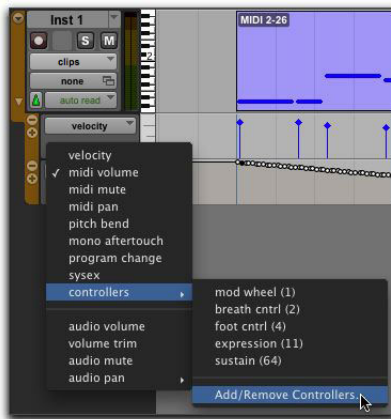 Inst 1
MIDI 2-26
S M
clips
2
none
auto read
velocity
velocity
✓ midi volume
midi mute
midi pan
pitch bend
mono aftertouch
program change
sysex
controllers
mod wheel (1)
breath cntrl (2)
foot cntrl (4)
expression (11)
sustain (64)
Add/Remove Controllers...
audio volume
volume trim
audio mute
audio pan